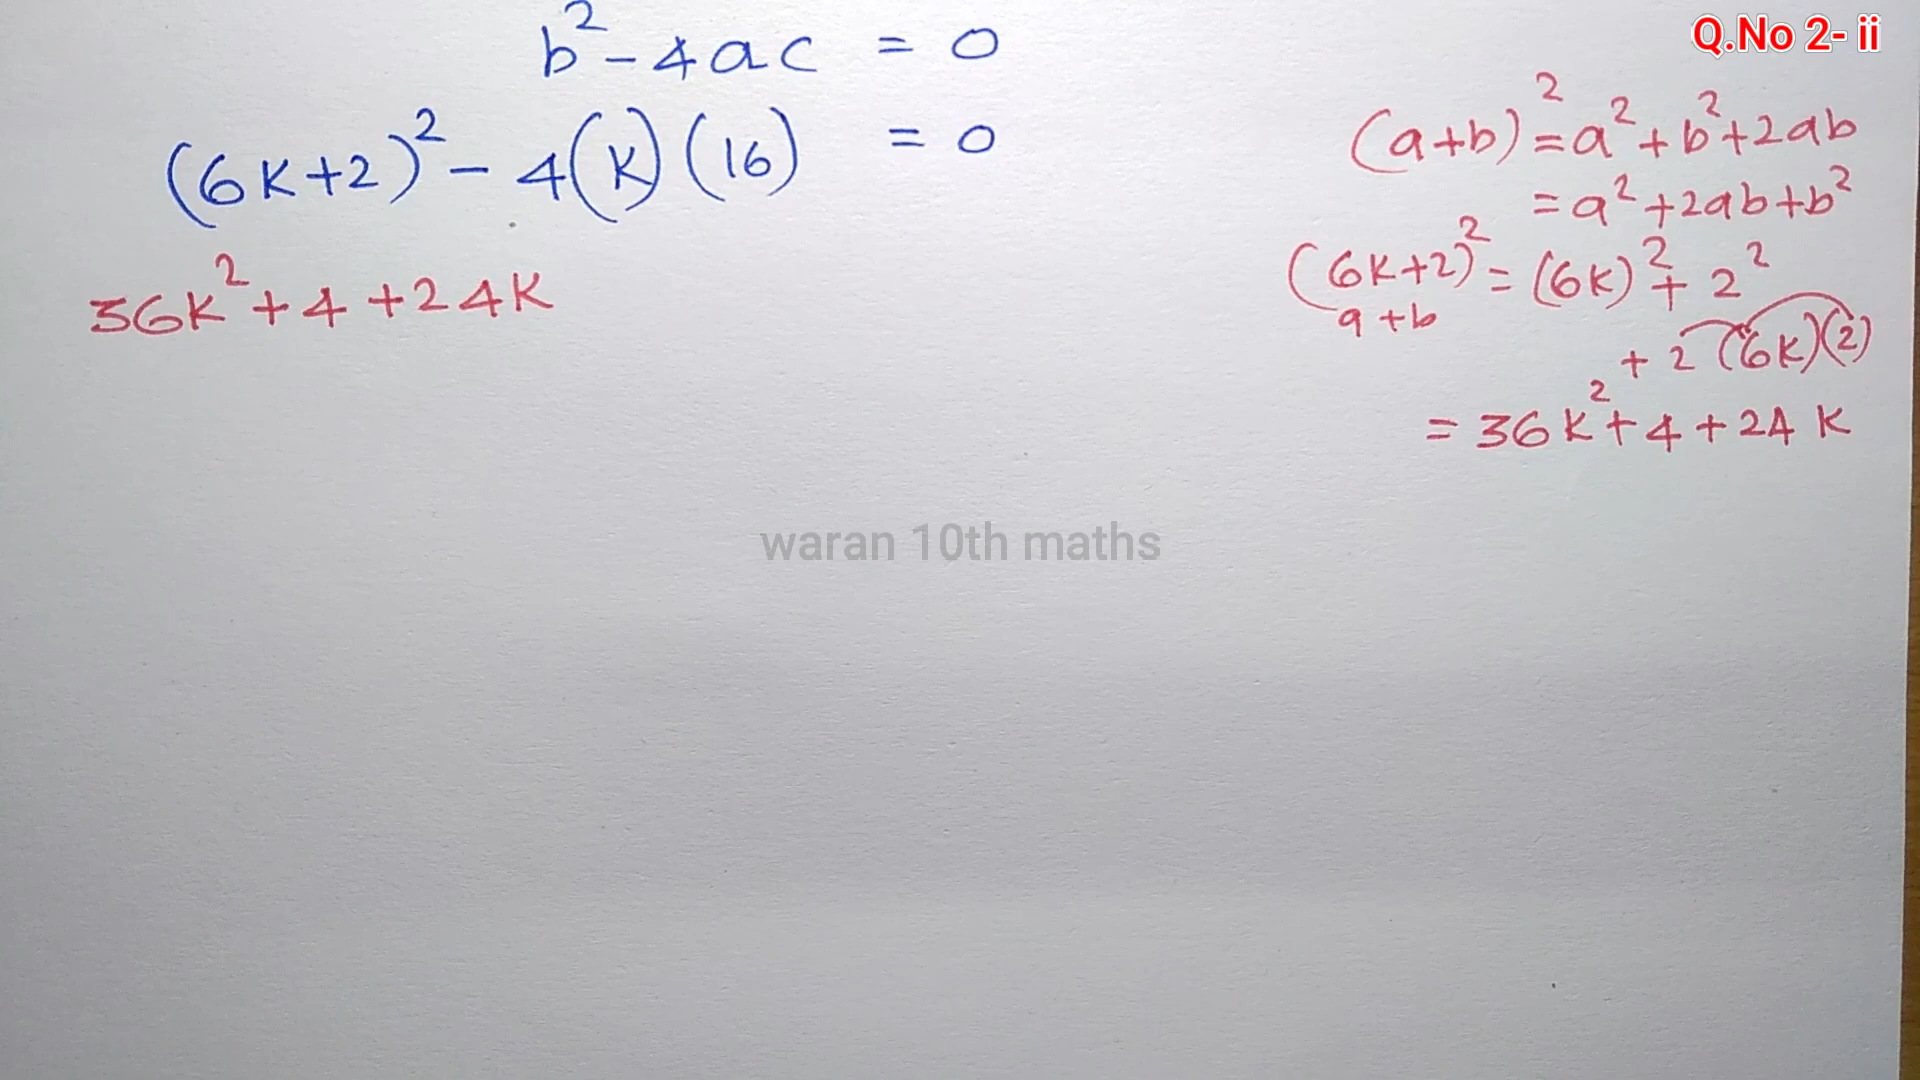 Q.No 2- ii
b² - 4ac = 0
(6k+2)² - 4(k)(16) = 0
36k² + 4 + 24k
(a+b)² = a² + b² + 2ab
= a² + 2ab + b²
(6k+2)² = (6k)² + 2²
a + b
+ 2 (6k)(2)
= 36k² + 4 + 24k
waran 10th maths